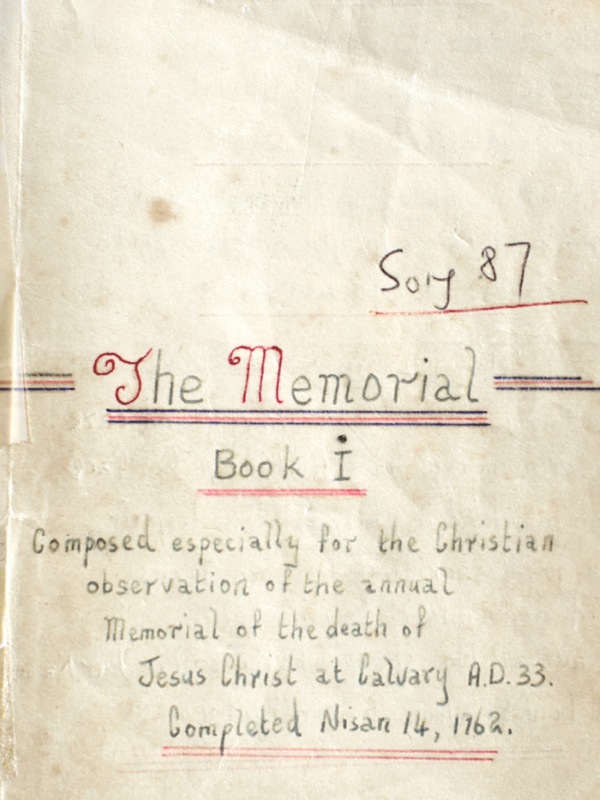 Song 87
The Memorial
Book I
Composed especially for the Christian
observation of the annual
Memorial of the death of
Jesus Christ at Calvary A.D. 33.
Completed Nisan 14, 1962.